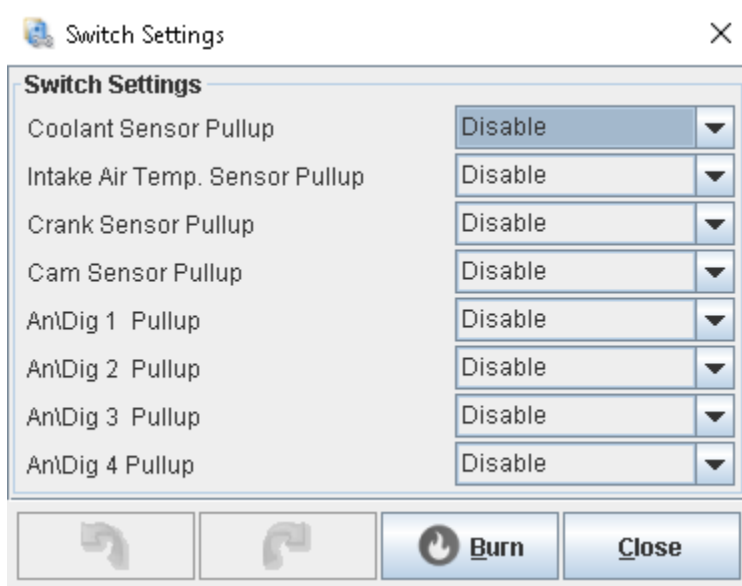 Switch Settings
Switch Settings
Coolant Sensor Pullup Disable
Intake Air Temp. Sensor Pullup Disable
Crank Sensor Pullup Disable
Cam Sensor Pullup Disable
An\Dig 1 Pullup Disable
An\Dig 2 Pullup Disable
An\Dig 3 Pullup Disable
An\Dig 4 Pullup Disable
Burn Close